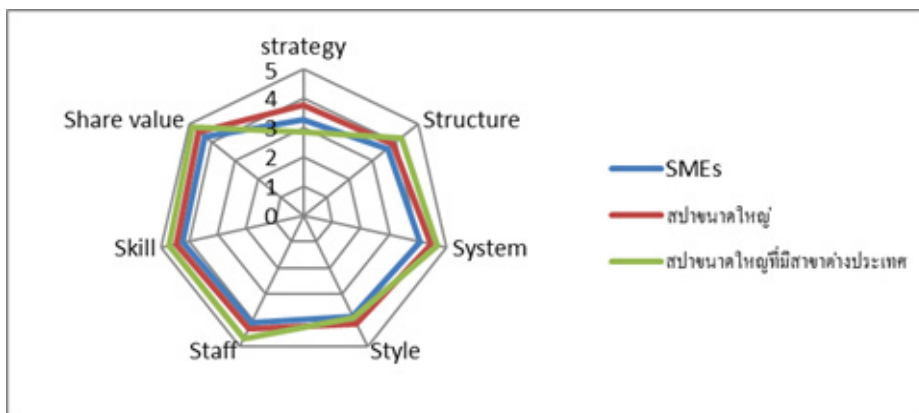 strategy
5
4
3
2
1
0
Structure
System
Style
Staff
Skill
Share value
SMEs
สปาขนาดใหญ่
สปาขนาดใหญ่ที่มีสาขาต่างประเทศ